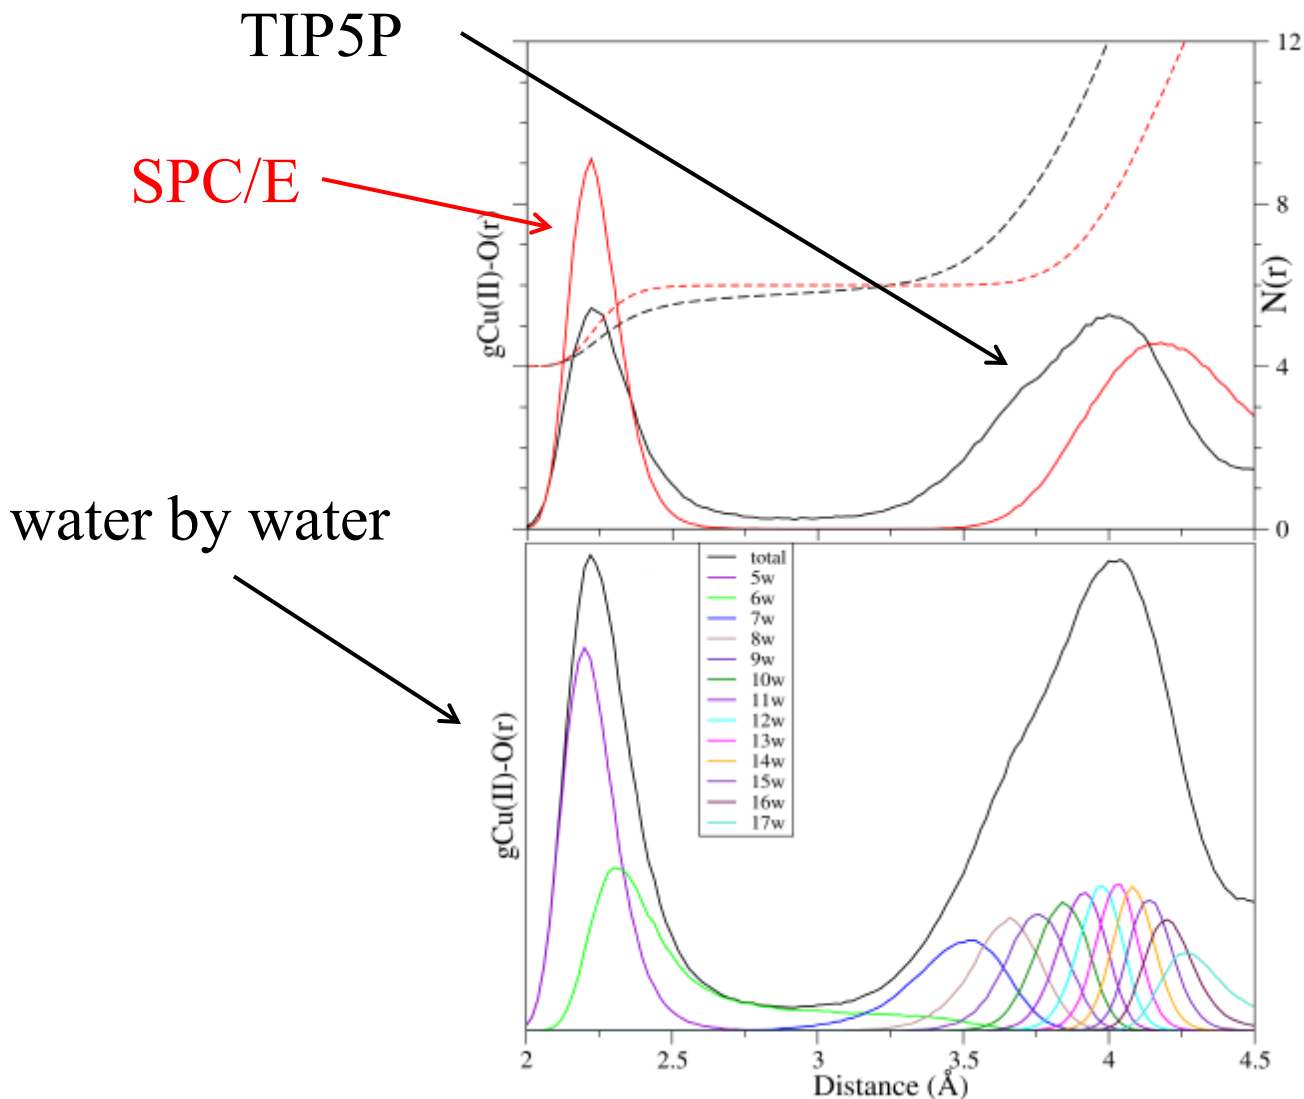 TIP5P
SPC/E
gCu(II)-O(r)
12
8
4
0
N(r)
water by water
gCu(II)-O(r)
total
5w
6w
7w
8w
9w
10w
11w
12w
13w
14w
15w
16w
17w
2
2.5
3
3.5
4
4.5
Distance (Å)